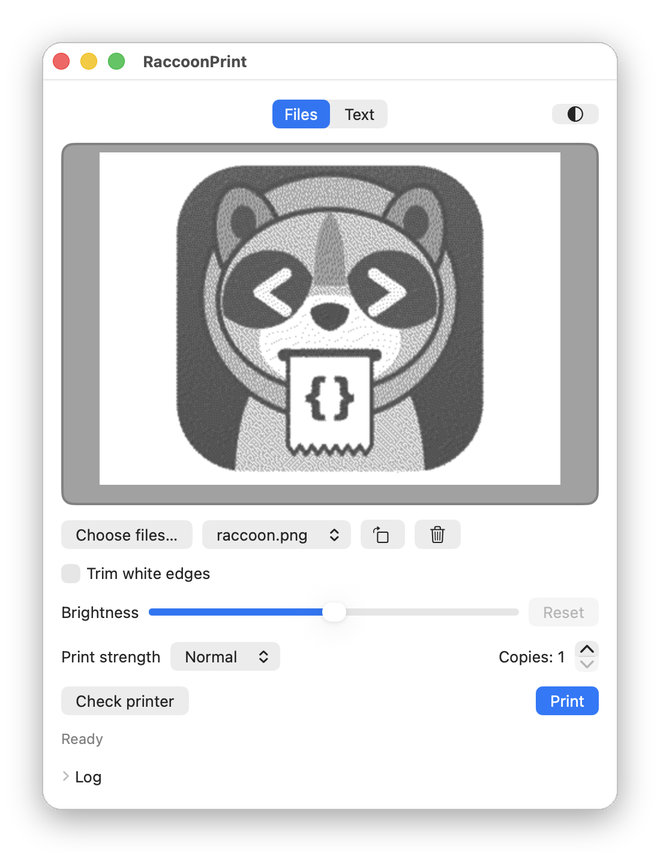 RaccoonPrint
Files Text
{}
Choose files... raccoon.png
Trim white edges
Brightness Reset
Print strength Normal Copies: 1
Check printer Print
Ready
Log